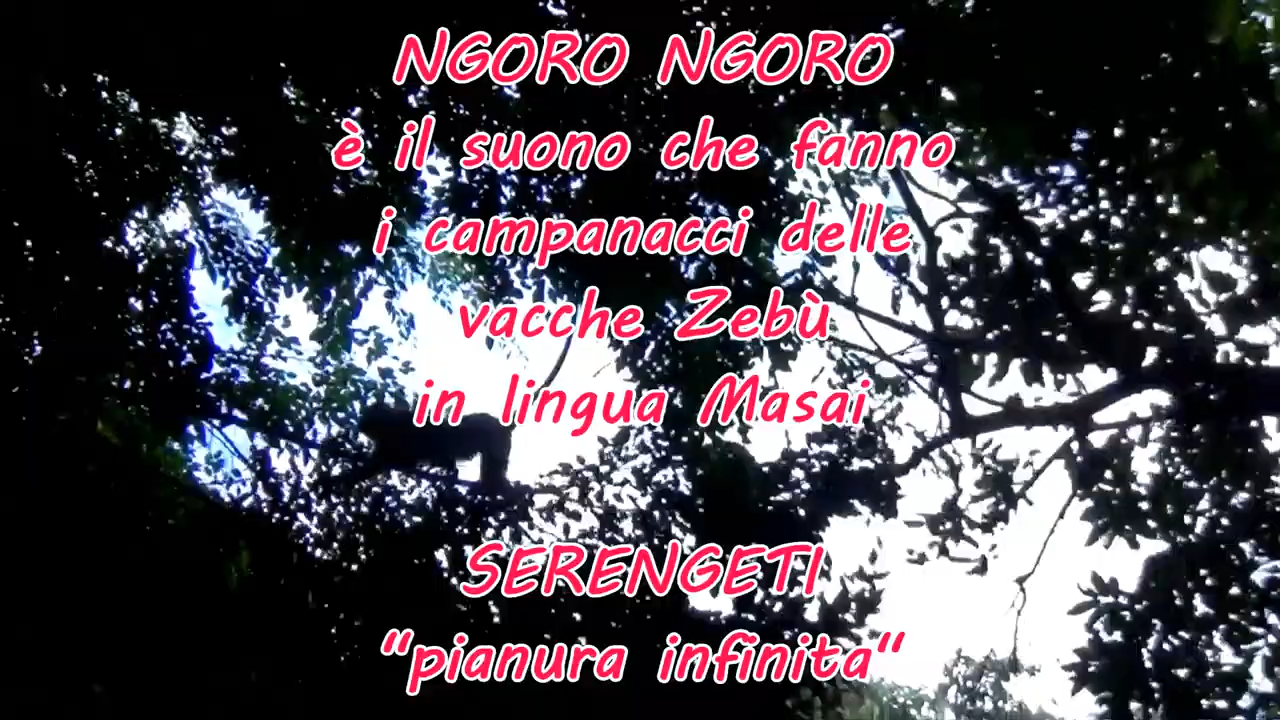 NGORO NGORO
è il suono che fanno
i campanacci delle
vacche Zebù
in lingua Masai
SERENGETI
“pianura infinita“